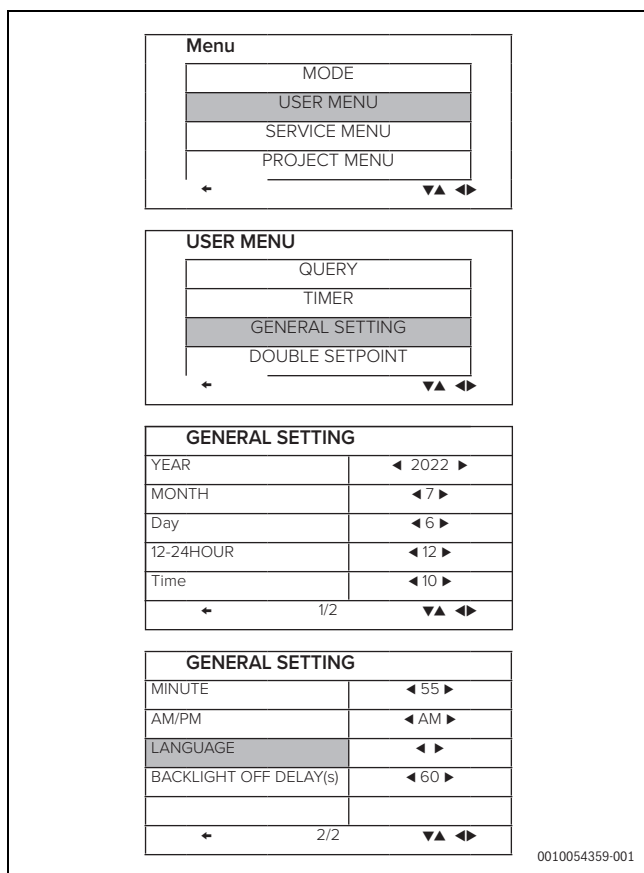 Menu
MODE
USER MENU
SERVICE MENU
PROJECT MENU
← ▼▲ ◀▶
USER MENU
QUERY
TIMER
GENERAL SETTING
DOUBLE SETPOINT
← ▼▲ ◀▶
GENERAL SETTING
YEAR ◀ 2022 ▶
MONTH ◀ 7 ▶
Day ◀ 6 ▶
12-24HOUR ◀ 12 ▶
Time ◀ 10 ▶
← 1/2 ▼▲ ◀▶
GENERAL SETTING
MINUTE ◀ 55 ▶
AM/PM ◀ AM ▶
LANGUAGE ◀ ▶
BACKLIGHT OFF DELAY(s) ◀ 60 ▶
← 2/2 ▼▲ ◀▶
0010054359-001